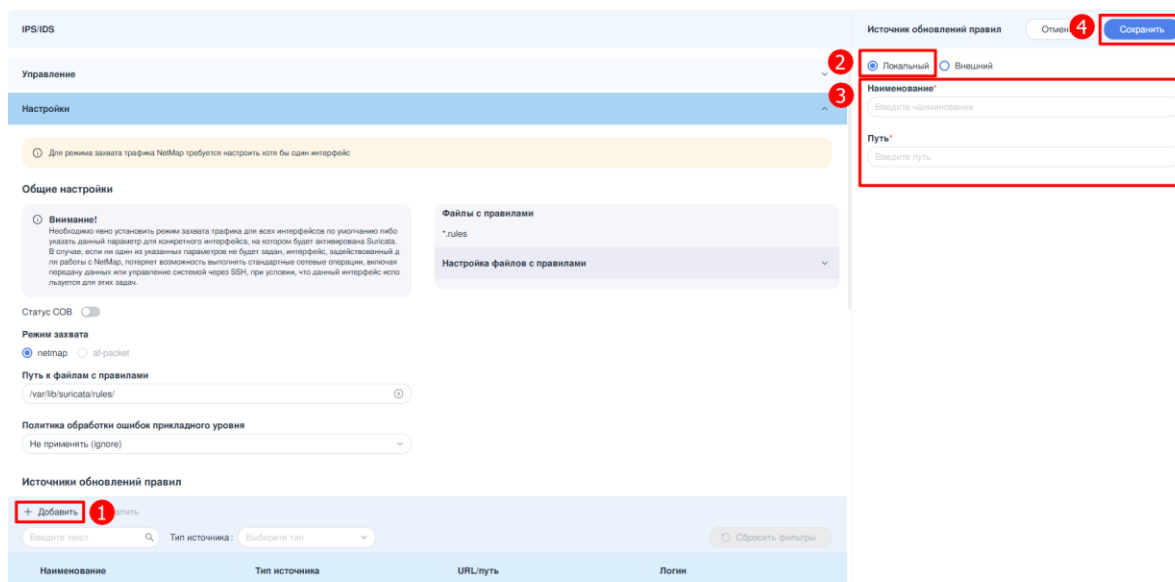 IPS/IDS
Управление
Настройки
Для режима захвата трафика NetMap требуется настроить хотя бы один интерфейс
Общие настройки
Внимание!
Необходимо явно установить режим захвата трафика для всех интерфейсов по умолчанию либо
указать данный параметр для конкретного интерфейса, на котором будет активирована Suricata.
В случае, если ни один из указанных параметров не будет задан, интерфейс, задействованный д
ля работы с NetMap, потеряет возможность выполнять стандартные сетевые операции, включая
передачу данных или управление системой через SSH, при условии, что данный интерфейс испо
льзуется для этих задач.
Файлы с правилами
*.rules
Настройка файлов с правилами
Статус СОВ
Режим захвата
netmap af-packet
Путь к файлам с правилами
/var/lib/suricata/rules/
Политика обработки ошибок прикладного уровня
Не применять (ignore)
Источники обновлений правил
+ Добавить 1
Введите текст Тип источника: Выберите тип Сбросить фильтры
Наименование Тип источника URL/путь Логин
Источник обновлений правил 4 Сохранить
2 Локальный Внешний
3 Наименование*
Введите наименование
Путь*
Введите путь